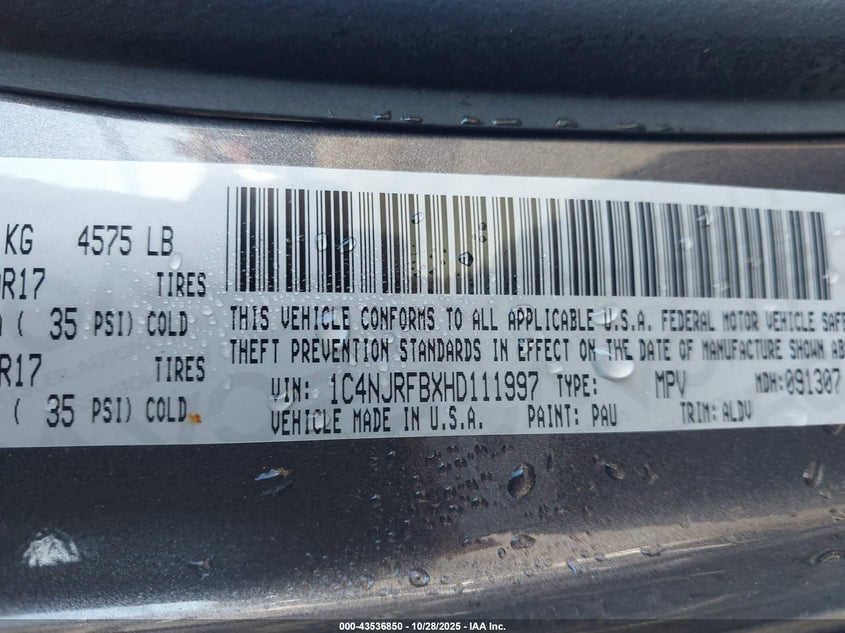 KG 4575 LB
R17 TIRES
( 35 PSI) COLD
R17 TIRES
( 35 PSI) COLD
THIS VEHICLE CONFORMS TO ALL APPLICABLE U.S.A. FEDERAL MOTOR VEHICLE SAFE
THEFT PREVENTION STANDARDS IN EFFECT ON THE DATE OF MANUFACTURE SHOWN AB
VIN: 1C4NJRFBXHD111997 TYPE: MPV MDH:091307
VEHICLE MADE IN U.S.A. PAINT: PAU TRIM: ALDV
000-43536850 - 10/28/2025 - IAA Inc.